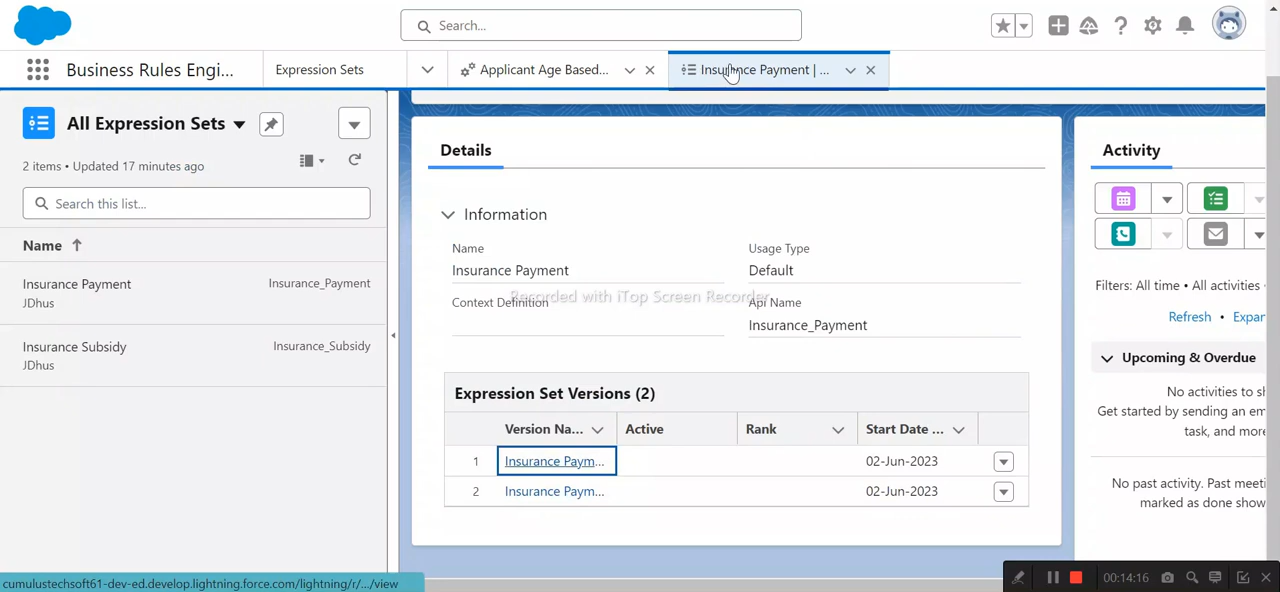 Search...
Business Rules Engi...
Expression Sets
Applicant Age Based...
Insurance Payment | ...
All Expression Sets
2 items • Updated 17 minutes ago
Search this list...
Name
Insurance Payment
Insurance_Payment
JDhus
Insurance Subsidy
Insurance_Subsidy
JDhus
Details
Information
Name
Usage Type
Insurance Payment
Default
Recorded with iTop Screen Recorder
Context Definition
Api Name
Insurance_Payment
Expression Set Versions (2)
Version Na...
Active
Rank
Start Date ...
1
Insurance Paym...
02-Jun-2023
2
Insurance Paym...
02-Jun-2023
Activity
Filters: All time • All activities •
Refresh • Expan
Upcoming & Overdue
No activities to sh
Get started by sending an em
task, and more
No past activity. Past meeti
marked as done show
cumulustechsoft61-dev-ed.develop.lightning.force.com/lightning/r/.../view
00:14:16